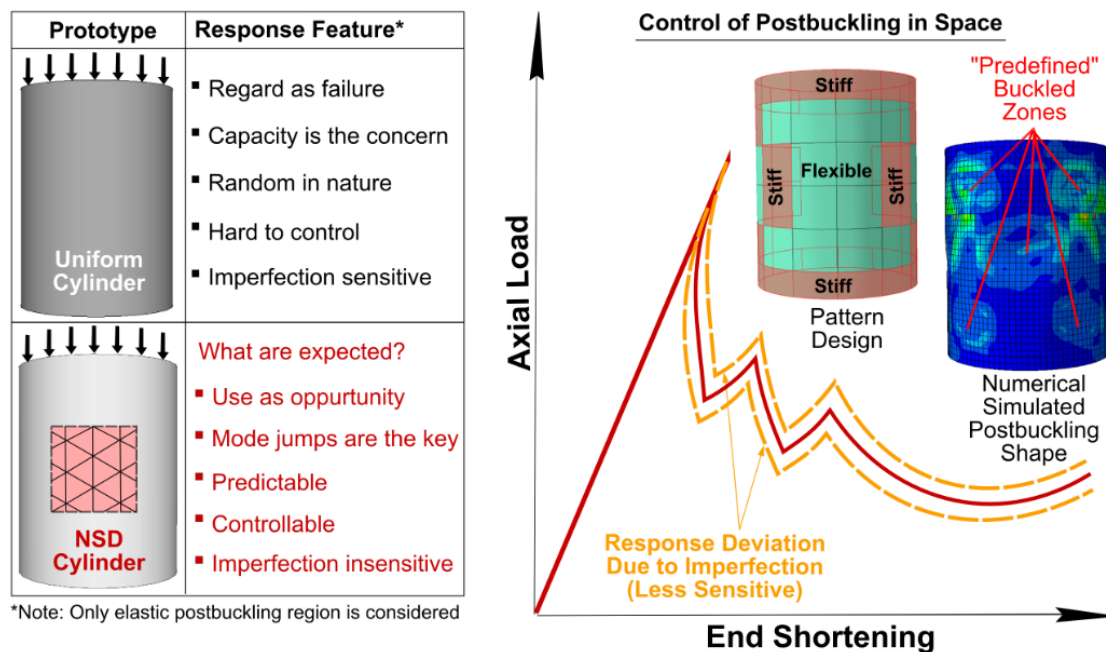 Prototype
Response Feature*
Uniform
Cylinder
Regard as failure
Capacity is the concern
Random in nature
Hard to control
Imperfection sensitive
NSD
Cylinder
What are expected?
Use as oppurtunity
Mode jumps are the key
Predictable
Controllable
Imperfection insensitive
*Note: Only elastic postbuckling region is considered
Control of Postbuckling in Space
Axial Load
End Shortening
Stiff
Stiff
Flexible
Stiff
Stiff
Pattern
Design
"Predefined"
Buckled
Zones
Numerical
Simulated
Postbuckling
Shape
Response Deviation
Due to Imperfection
(Less Sensitive)